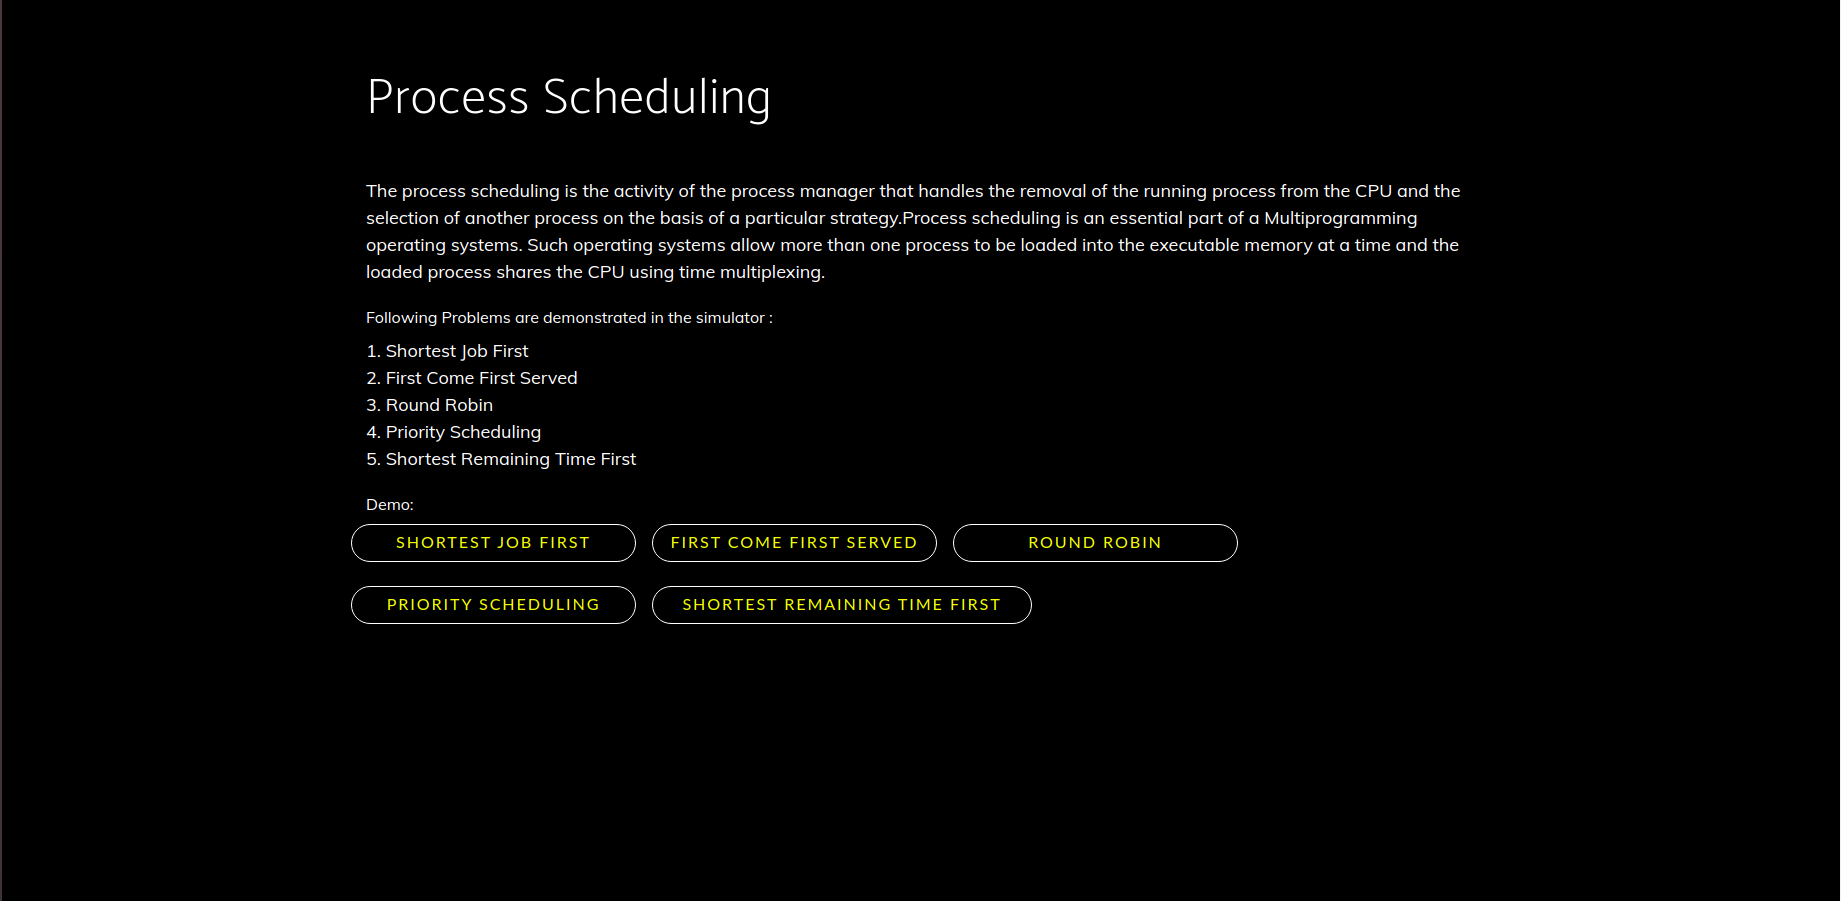 Process Scheduling
The process scheduling is the activity of the process manager that handles the removal of the running process from the CPU and the
selection of another process on the basis of a particular strategy.Process scheduling is an essential part of a Multiprogramming
operating systems. Such operating systems allow more than one process to be loaded into the executable memory at a time and the
loaded process shares the CPU using time multiplexing.
Following Problems are demonstrated in the simulator :
1. Shortest Job First
2. First Come First Served
3. Round Robin
4. Priority Scheduling
5. Shortest Remaining Time First
Demo:
SHORTEST JOB FIRST FIRST COME FIRST SERVED ROUND ROBIN
PRIORITY SCHEDULING SHORTEST REMAINING TIME FIRST